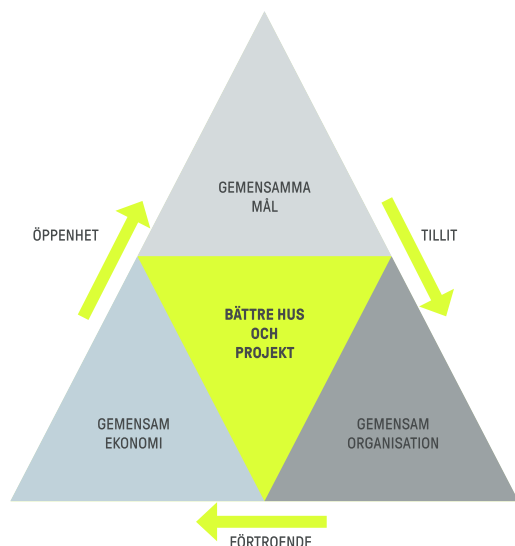 GEMENSAMMA
MÅL
ÖPPENHET
TILLIT
BÄTTRE HUS
OCH
PROJEKT
GEMENSAM
EKONOMI
GEMENSAM
ORGANISATION
FÖRTROENDE